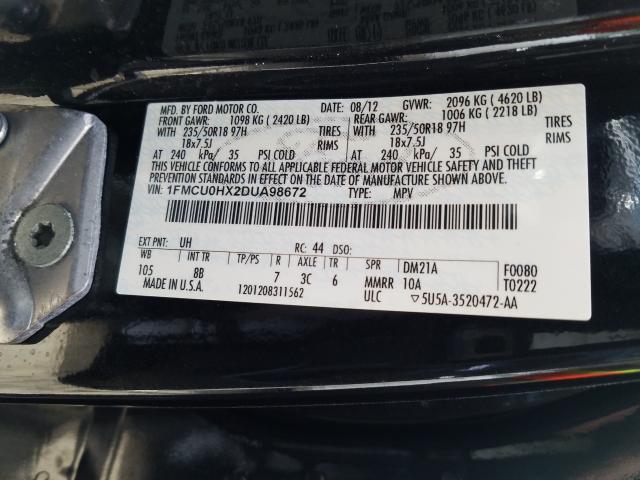 MFD. BY FORD MOTOR CO. DATE: 08/12 GVWR: 2096 KG ( 4620 LB)
FRONT GAWR: 1098 KG ( 2420 LB) REAR GAWR: 1006 KG ( 2218 LB)
WITH 235/50R18 97H TIRES WITH 235/50R18 97H TIRES
18x7.5J RIMS 18x7.5J RIMS
AT 240 kPa/ 35 PSI COLD AT 240 kPa/ 35 PSI COLD
THIS VEHICLE CONFORMS TO ALL APPLICABLE FEDERAL MOTOR VEHICLE SAFETY AND BUMPER AND THEFT
PREVENTION STANDARDS IN EFFECT ON THE DATE OF MANUFACTURE SHOWN ABOVE.
VIN: 1FMCU0HX2DUA98672 TYPE: MPV
EXT PNT: UH RC: 44 DSO:
WB INT TR TP/PS R AXLE TR SPR DM21A F0080
105 8B 7 3C 6 MMRR 10A T0222
MADE IN U.S.A. 1201208311562 ULC ▽5U5A-3520472-AA